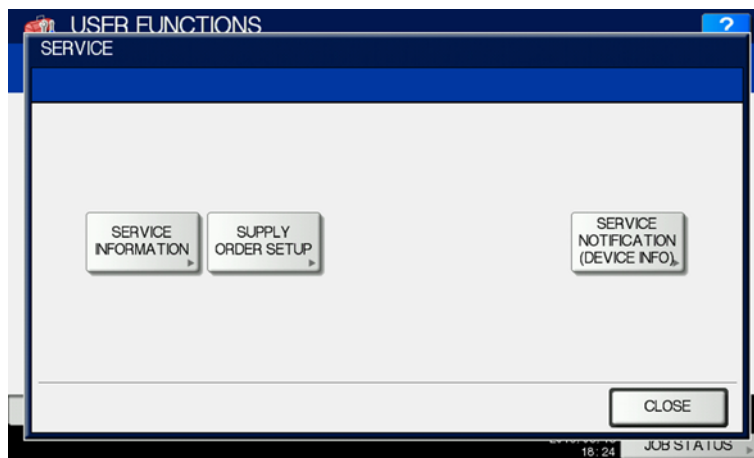 USER FUNCTIONS
?
SERVICE
SERVICE
INFORMATION
SUPPLY
ORDER SETUP
SERVICE
NOTIFICATION
(DEVICE INFO)
CLOSE
18:24
JOB STATUS